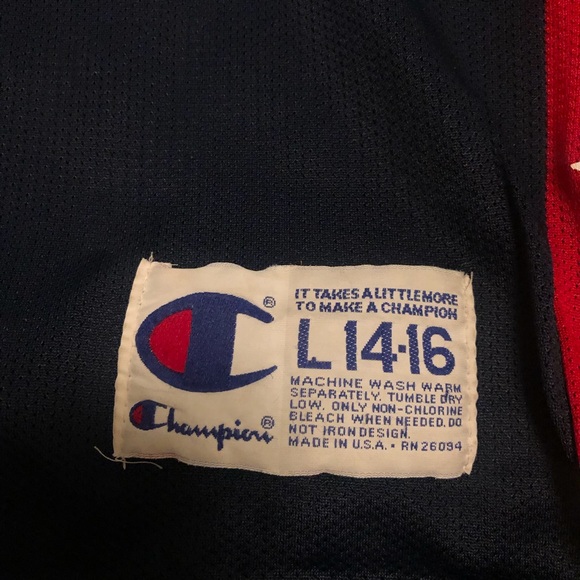 IT TAKES A LITTLE MORE
TO MAKE A CHAMPION
L 14-16
MACHINE WASH WARM
SEPARATELY. TUMBLE DRY
LOW. ONLY NON-CHLORINE
BLEACH WHEN NEEDED. DO
NOT IRON DESIGN.
MADE IN U.S.A. • RN 26094
Champion